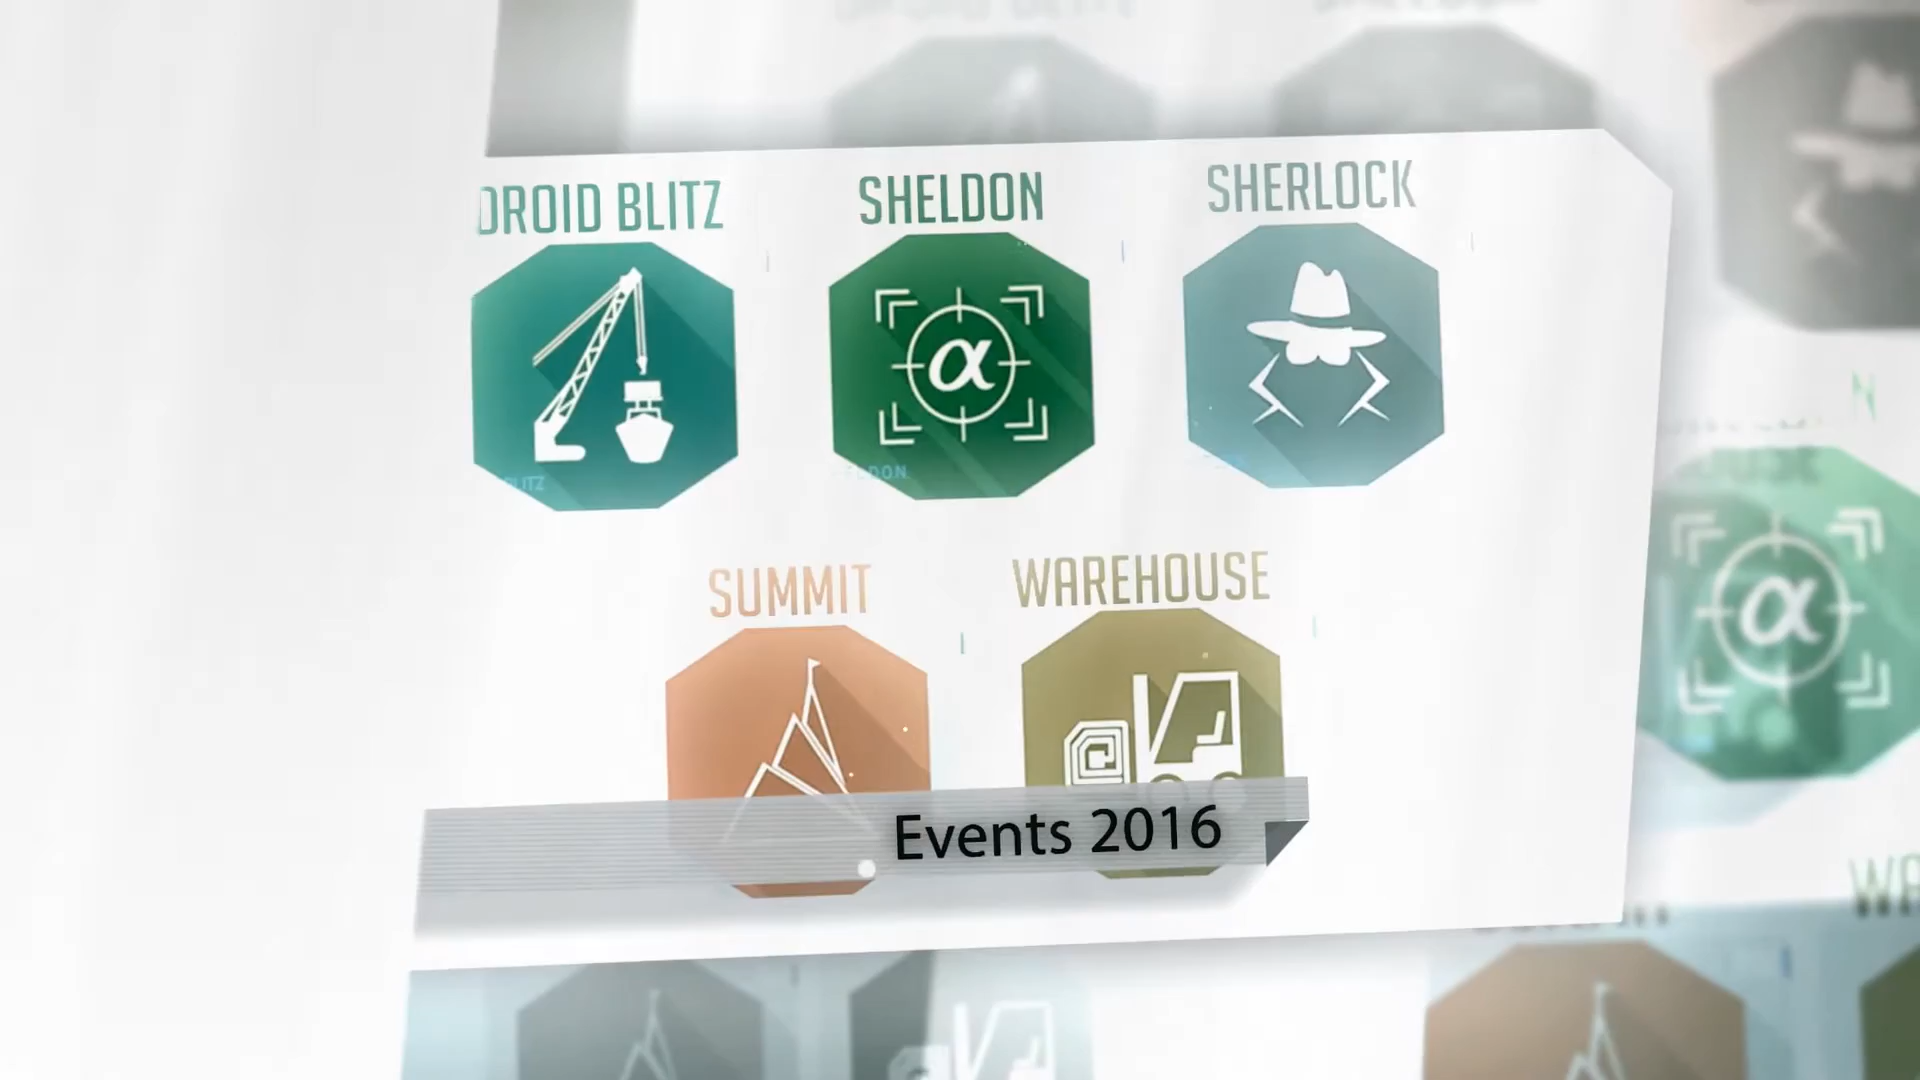 DROID BLITZ
SHELDON
SHERLOCK
α
SUMMIT
WAREHOUSE
Events 2016
α